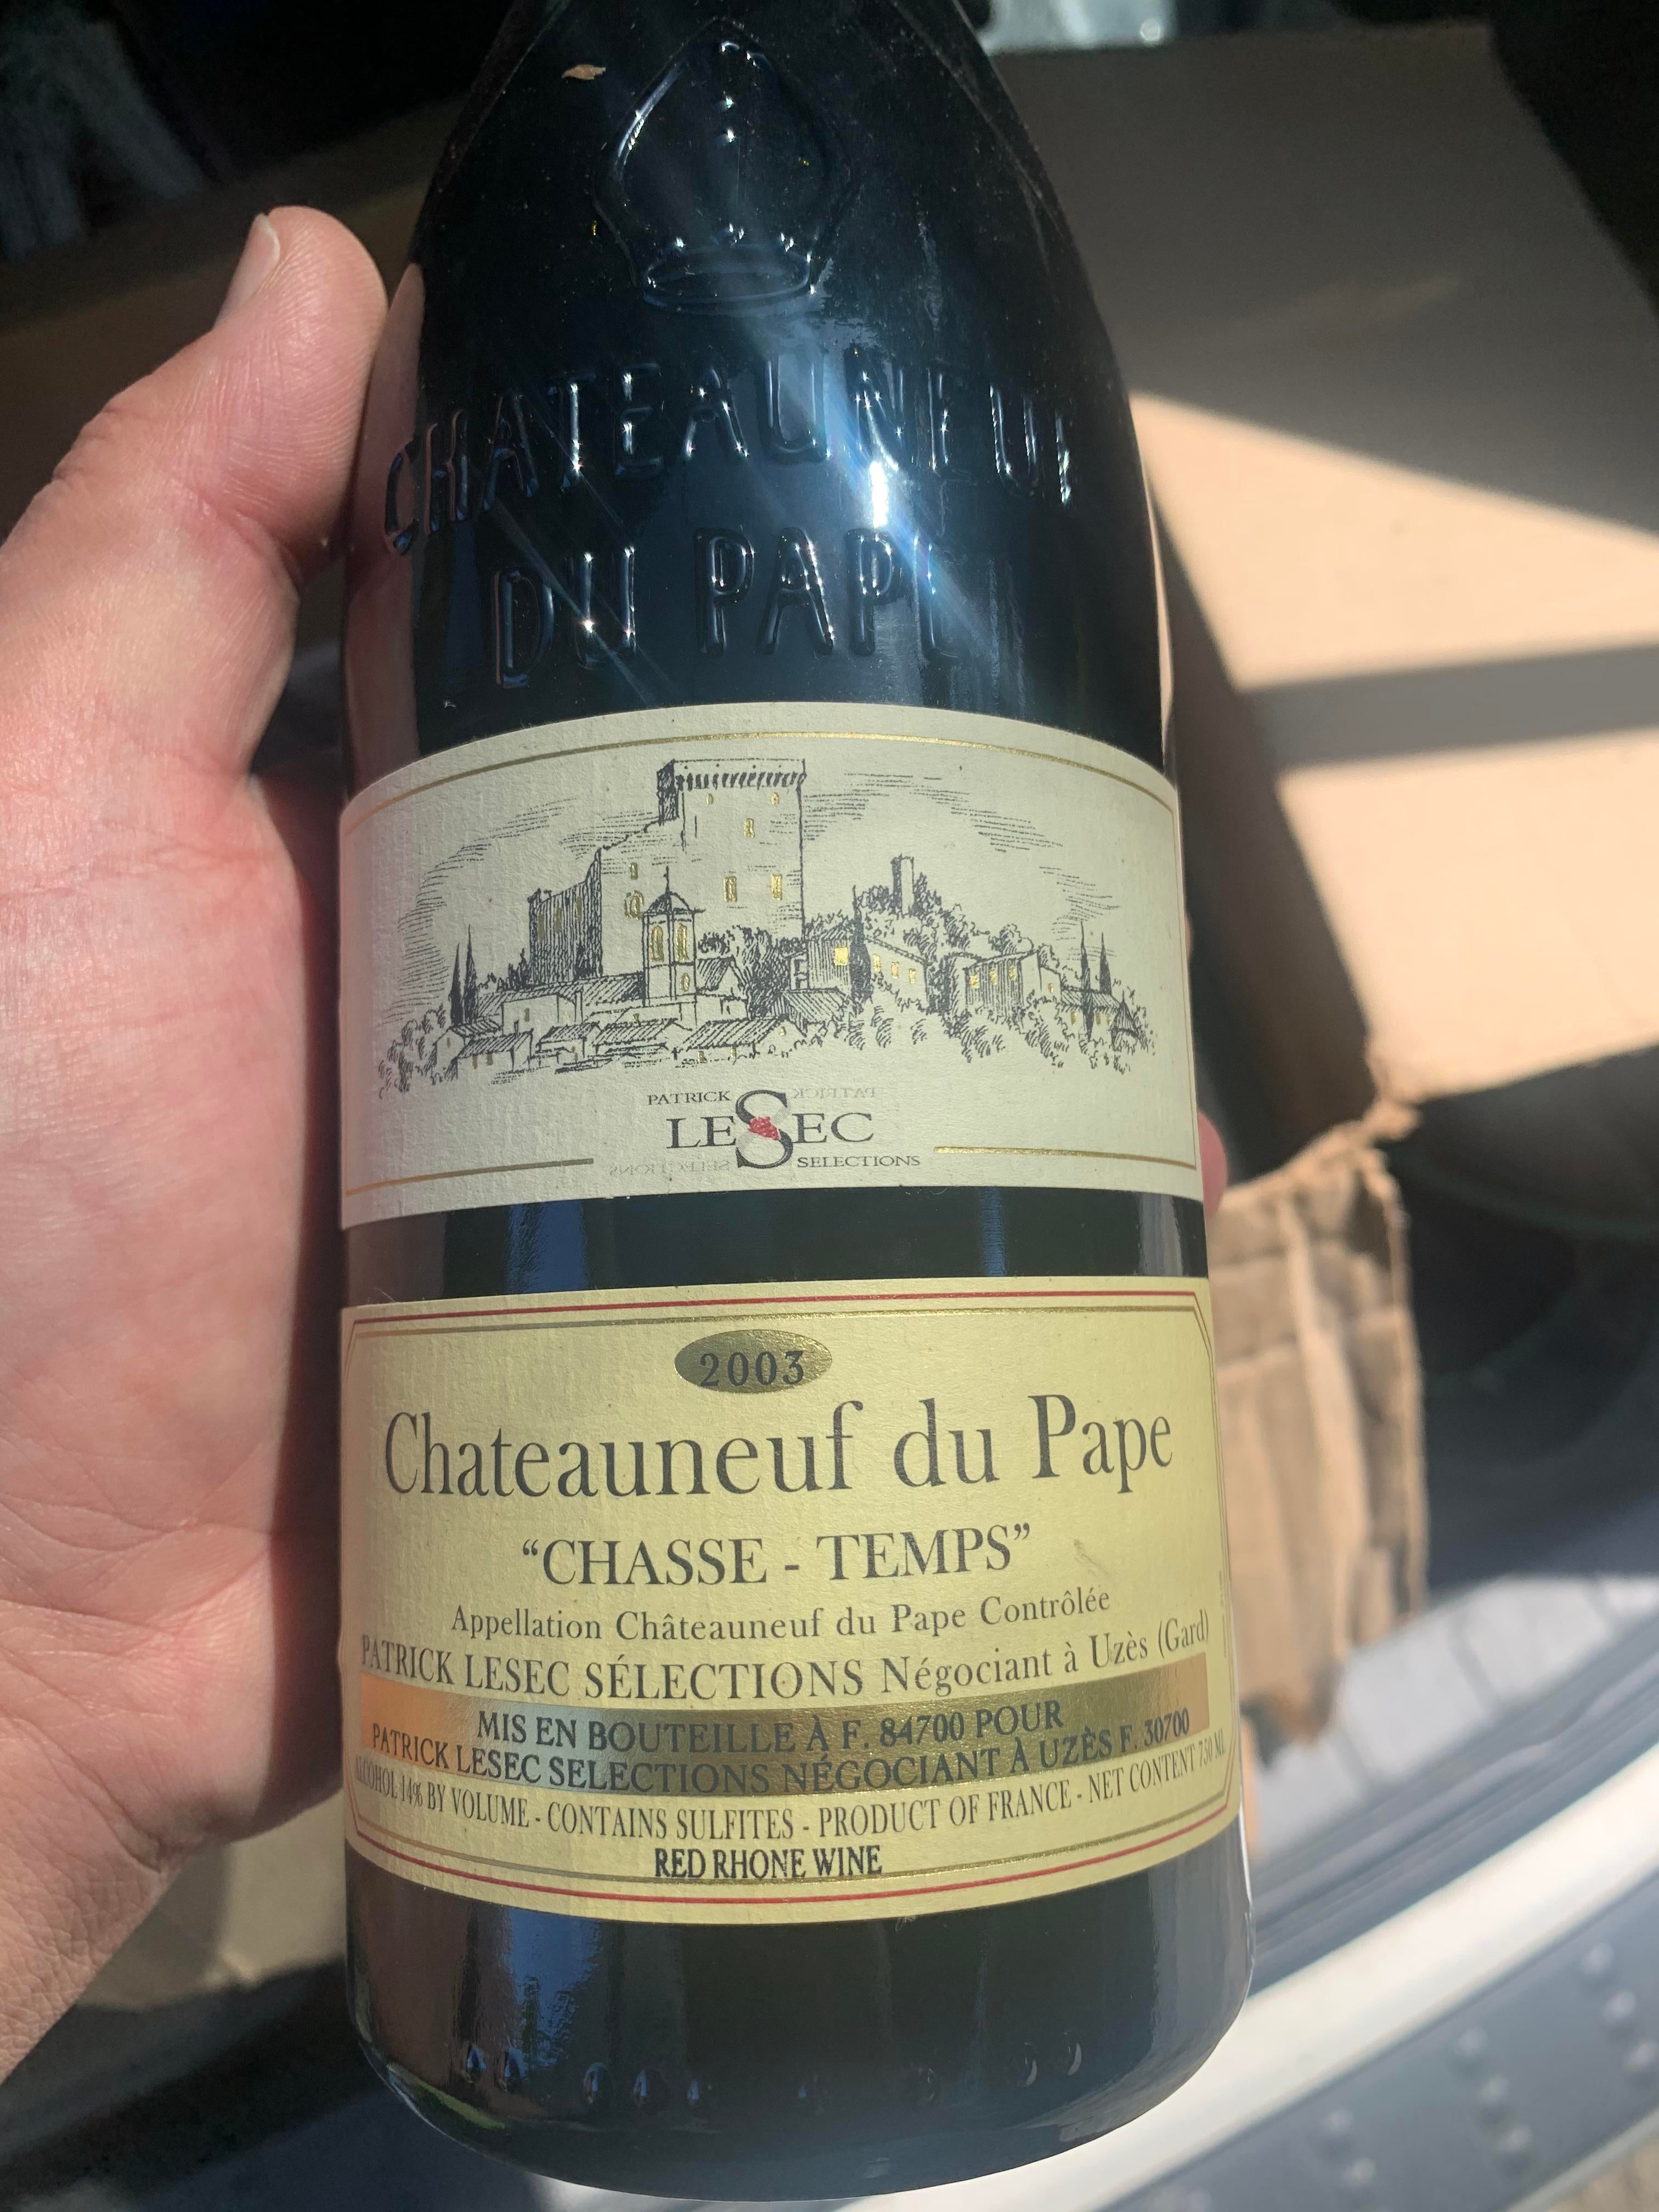 CHATEAUNEUF
DU PAPE
PATRICK
LESEC
SELECTIONS
2003
Chateauneuf du Pape
“CHASSE - TEMPS”
Appellation Châteauneuf du Pape Contrôlée
PATRICK LESEC SÉLECTIONS Négociant à Uzès (Gard)
MIS EN BOUTEILLE À F. 84700 POUR
PATRICK LESEC SELECTIONS NÉGOCIANT À UZÈS F. 30700
ALCOHOL 14% BY VOLUME - CONTAINS SULFITES - PRODUCT OF FRANCE - NET CONTENT 750 ML
RED RHONE WINE